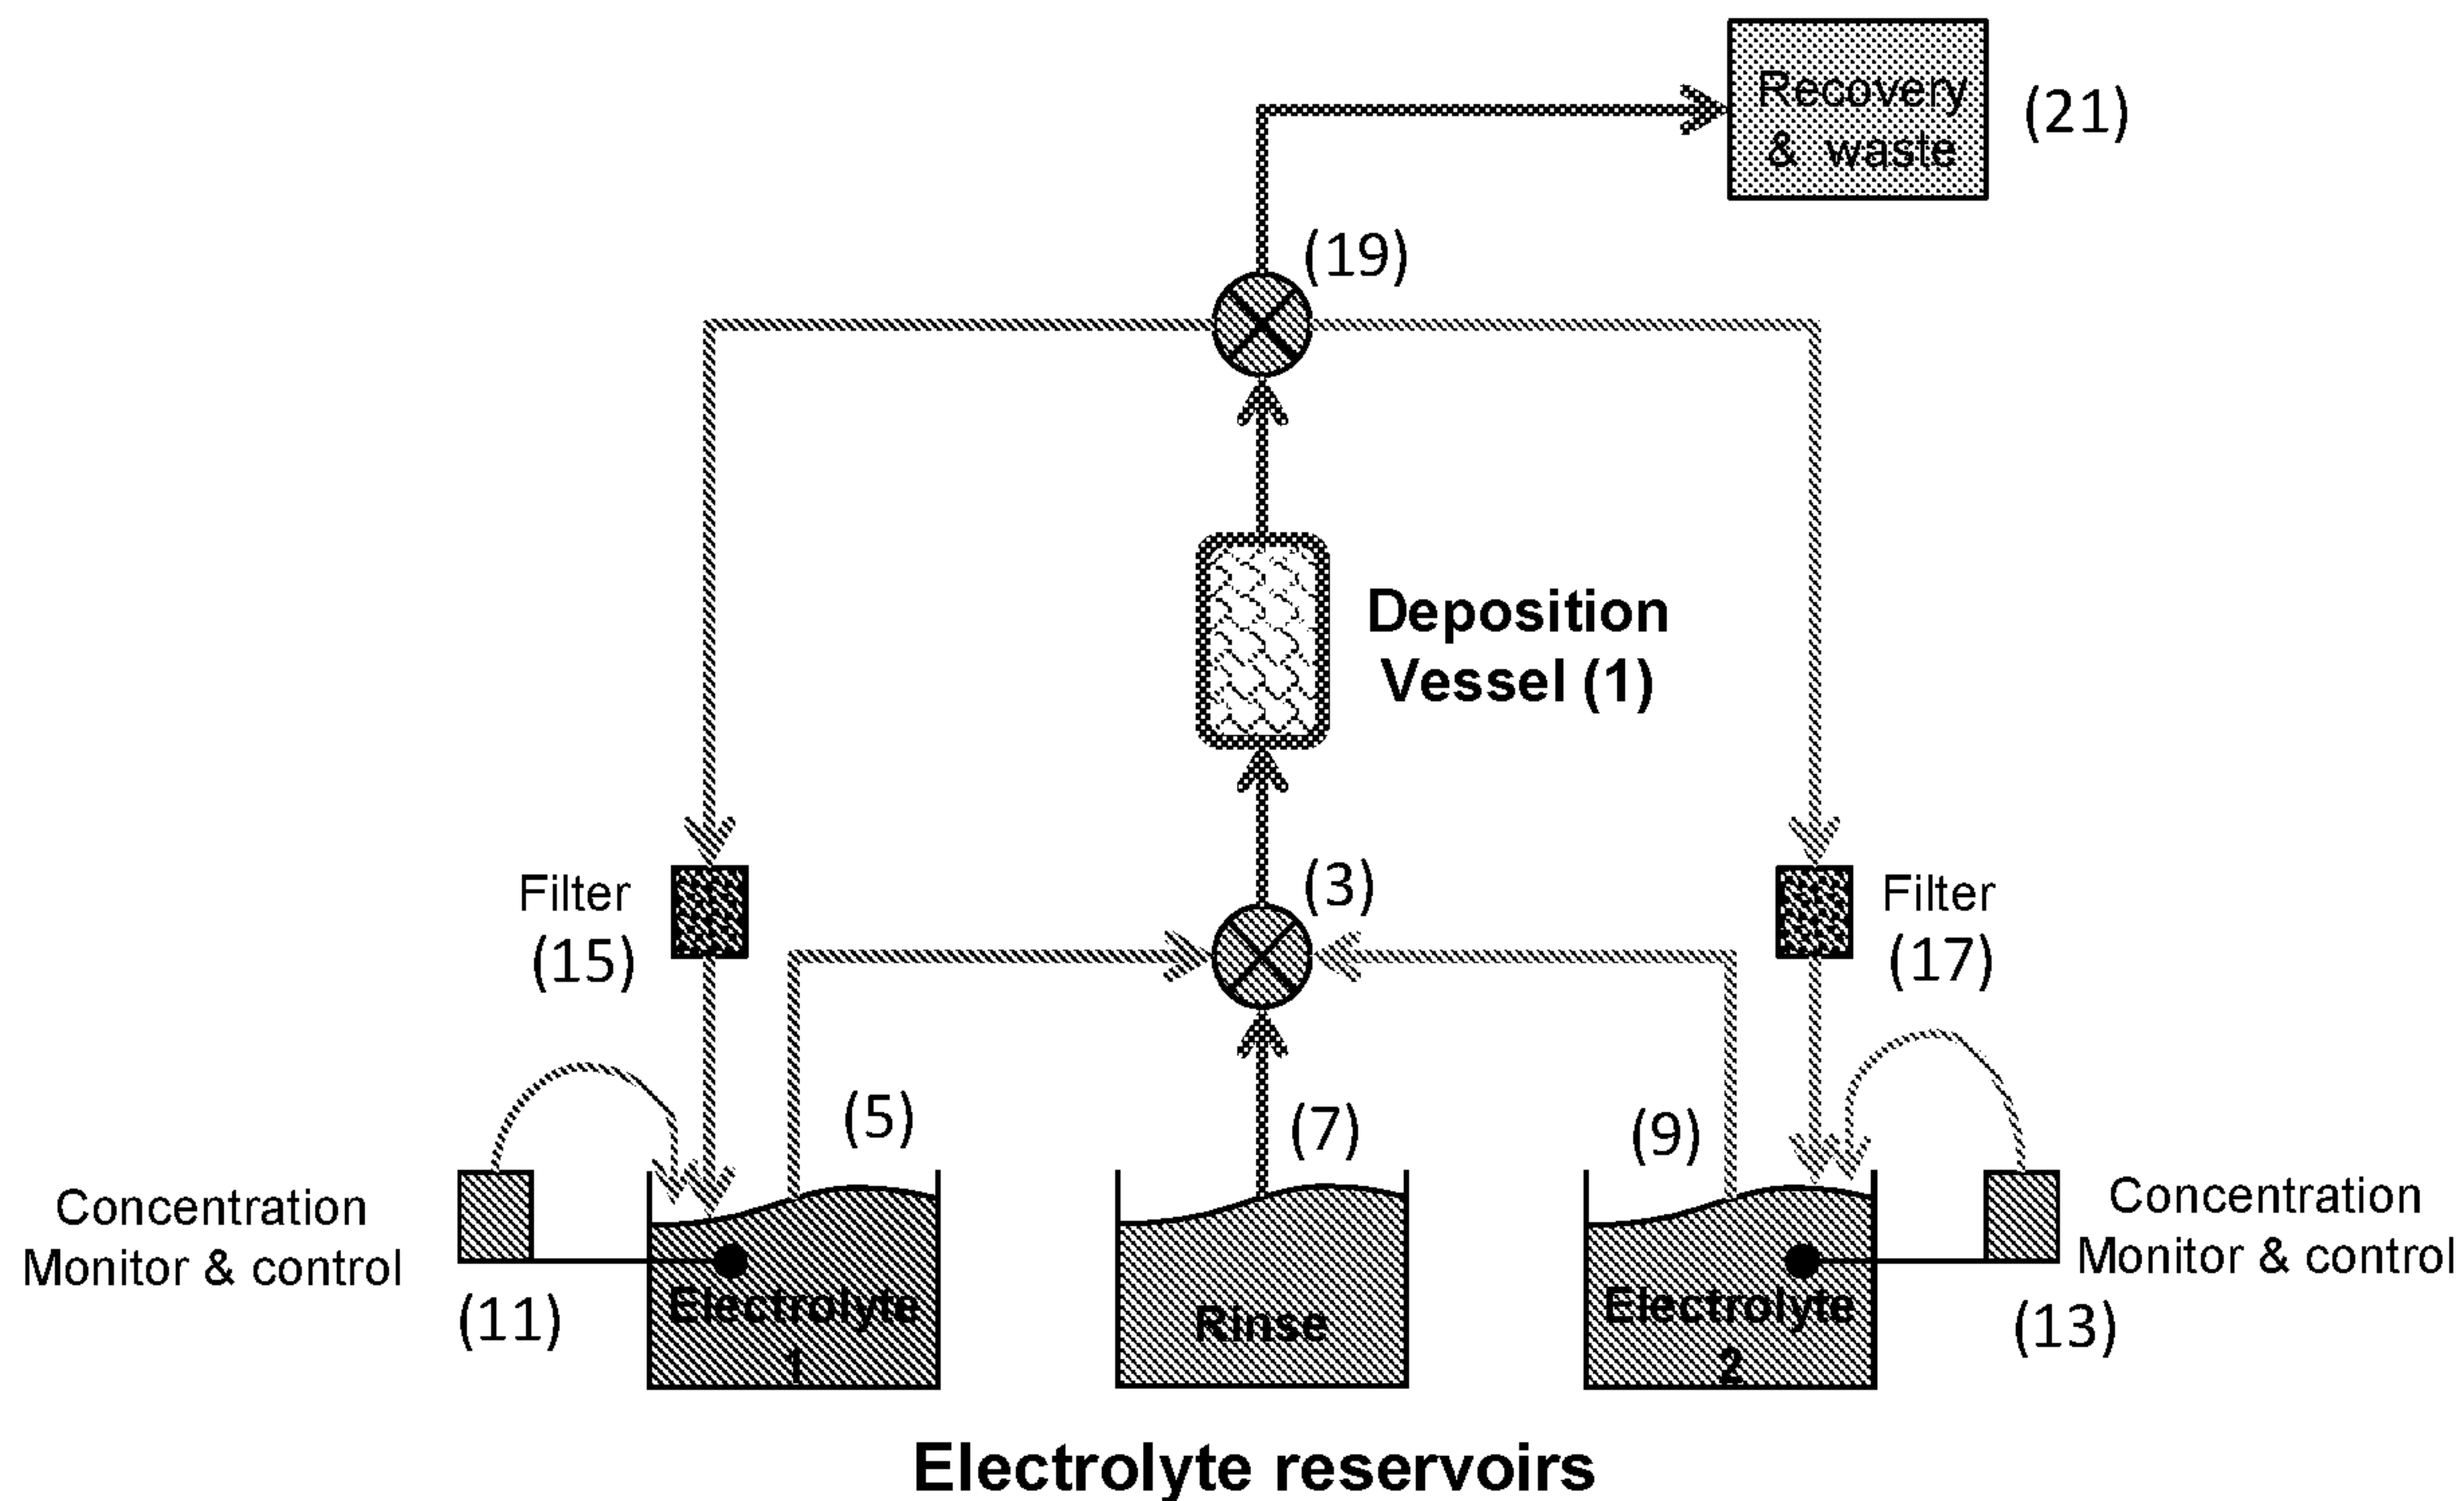 Recovery
& waste
(21)
(19)
Deposition
Vessel (1)
(3)
Filter
(15)
Filter
(17)
(5)
(7)
(9)
Concentration
Monitor & control
(11)
Electrolyte
1
Rinse
Electrolyte
2
Concentration
Monitor & control
(13)
Electrolyte reservoirs